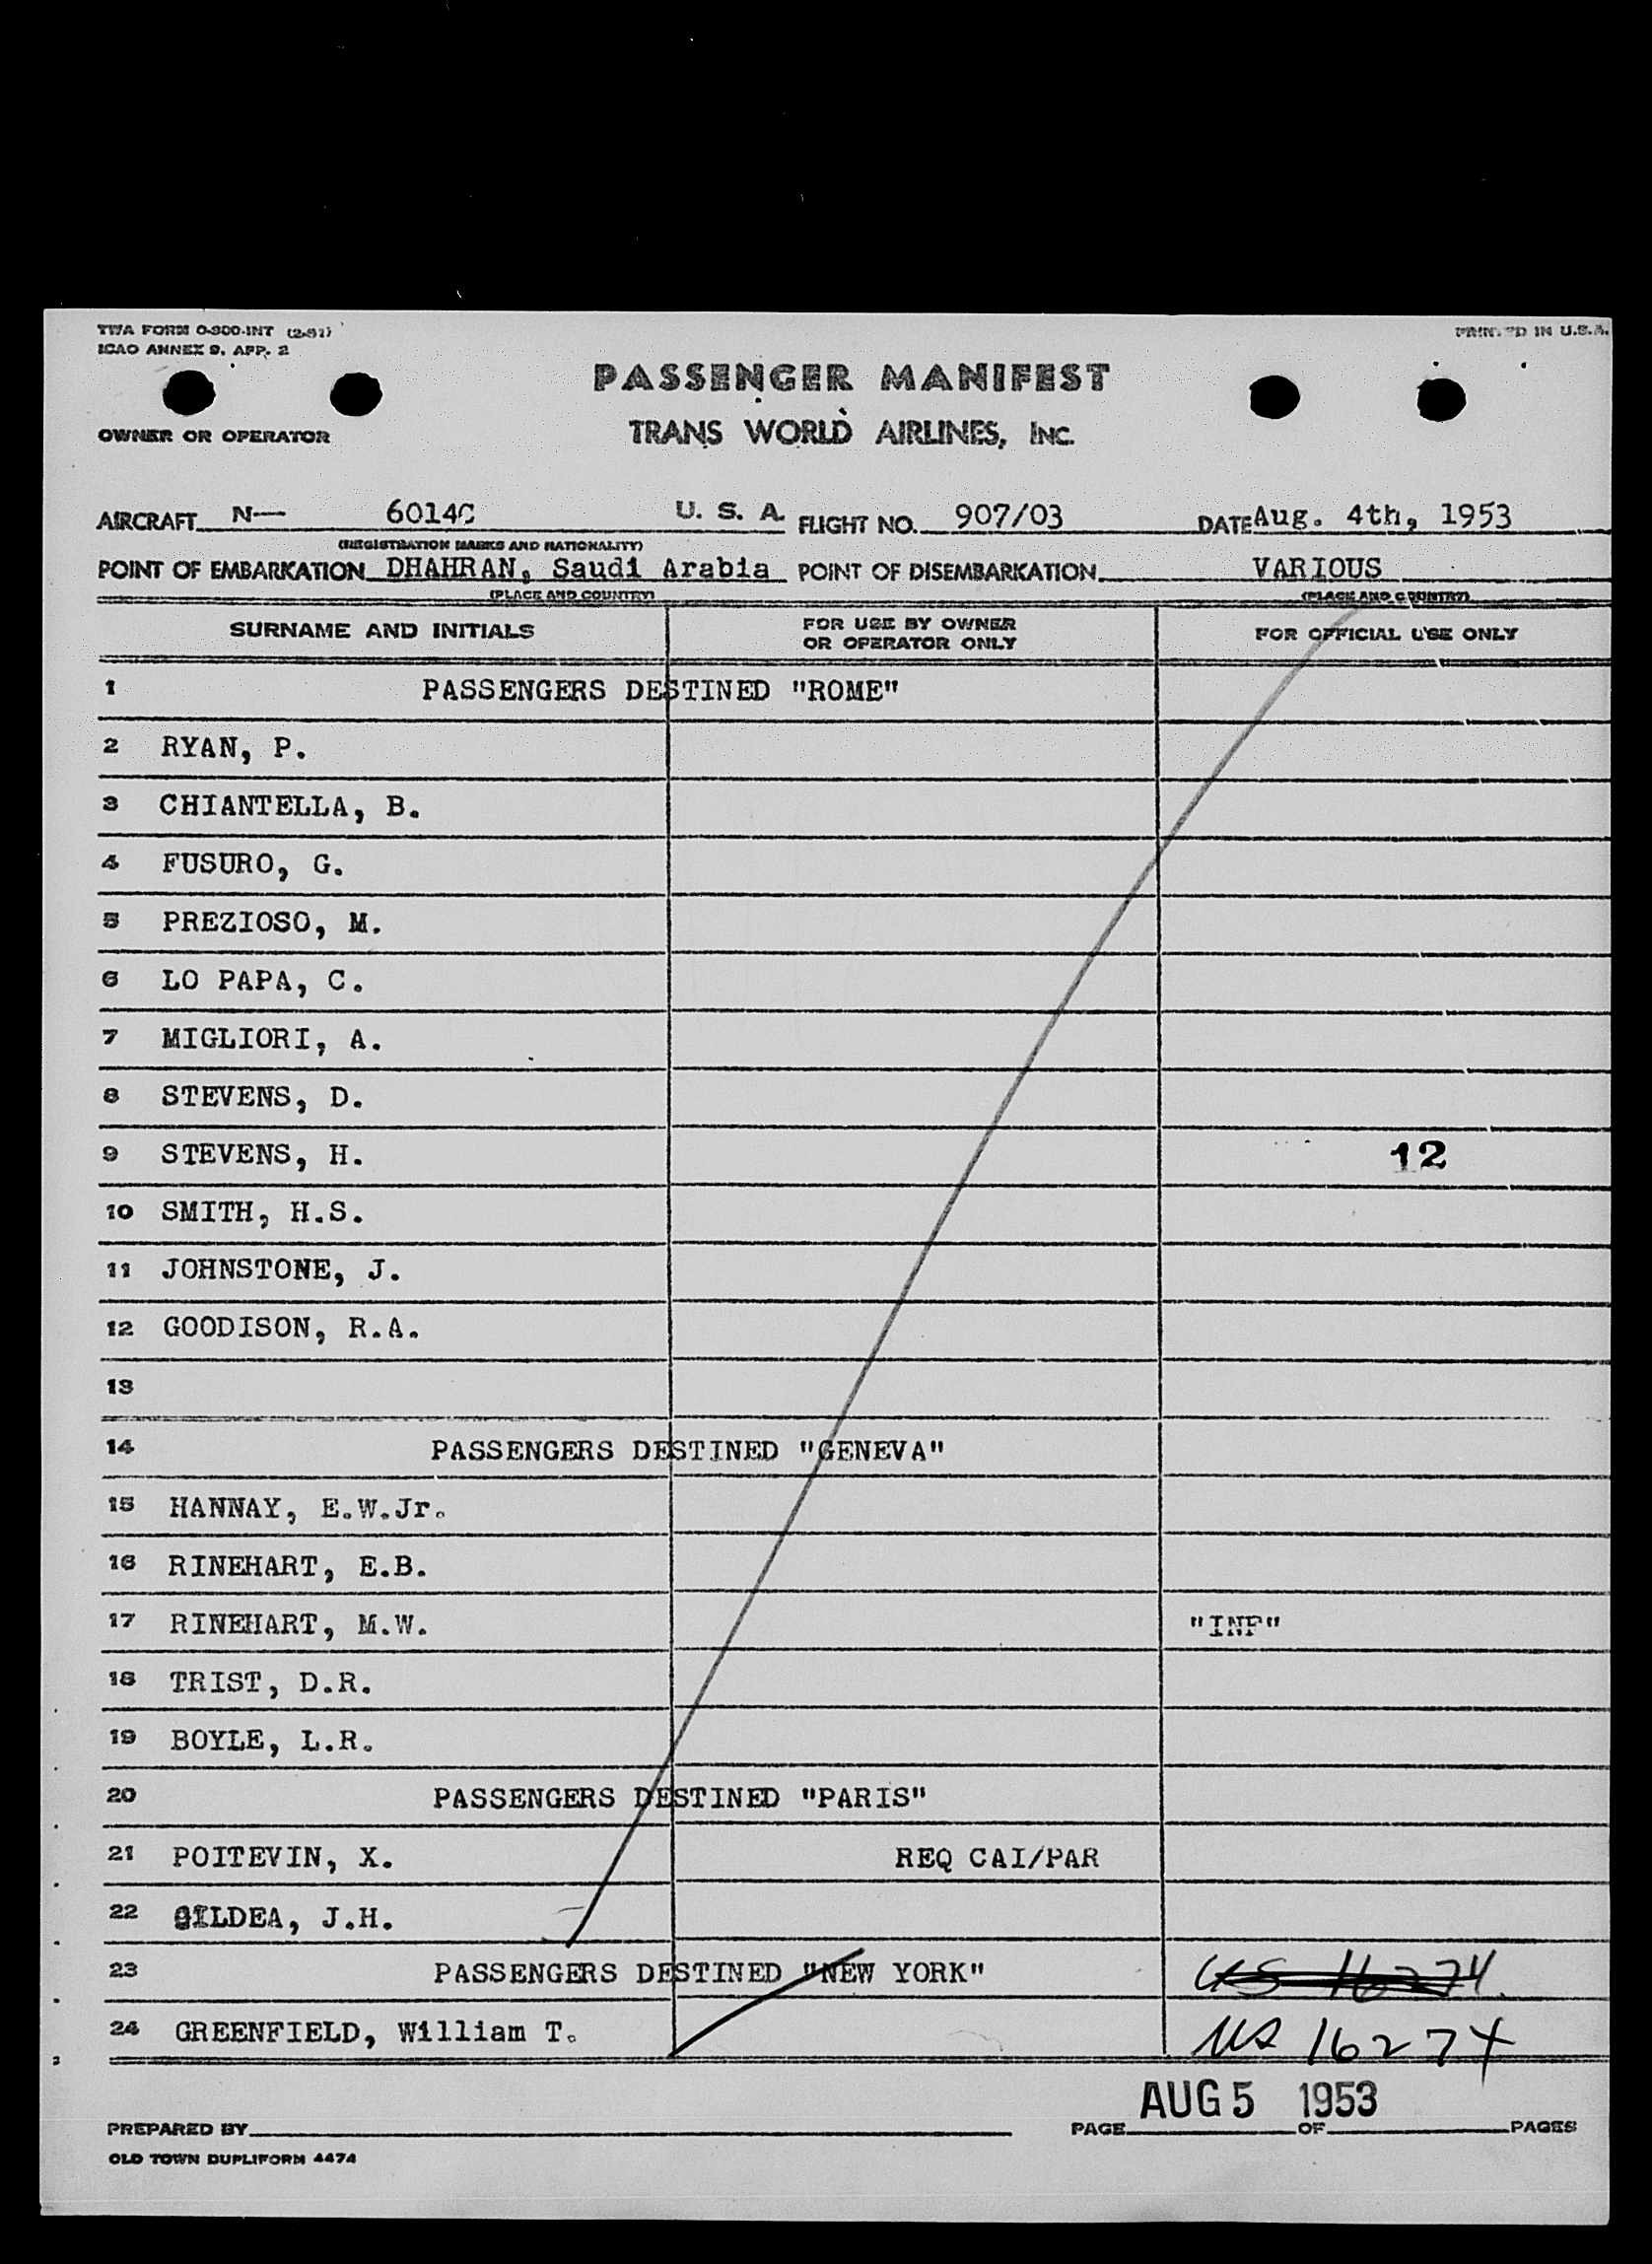 TWA FORM O-300-INT (2-51)
PRINTED IN U.S.A.
ICAO ANNEX 9, APP. 2
PASSENGER MANIFEST
OWNER OR OPERATOR
TRANS WORLD AIRLINES, INC.
AIRCRAFT N— 6014C U. S. A. FLIGHT NO. 907/03 DATE Aug. 4th, 1953
(REGISTRATION MARKS AND NATIONALITY)
POINT OF EMBARKATION DHAHRAN, Saudi Arabia POINT OF DISEMBARKATION VARIOUS
(PLACE AND COUNTRY) (PLACE AND COUNTRY)
SURNAME AND INITIALS FOR USE BY OWNER OR OPERATOR ONLY FOR OFFICIAL USE ONLY
1 PASSENGERS DESTINED "ROME"
2 RYAN, P.
3 CHIANTELLA, B.
4 FUSURO, G.
5 PREZIOSO, M.
6 LO PAPA, C.
7 MIGLIORI, A.
8 STEVENS, D.
9 STEVENS, H. 12
10 SMITH, H.S.
11 JOHNSTONE, J.
12 GOODISON, R.A.
13
14 PASSENGERS DESTINED "GENEVA"
15 HANNAY, E.W.Jr.
16 RINEHART, E.B.
17 RINEHART, M.W. "INF"
18 TRIST, D.R.
19 BOYLE, L.R.
20 PASSENGERS DESTINED "PARIS"
21 POITEVIN, X. REQ CAI/PAR
22 GILDEA, J.H.
23 PASSENGERS DESTINED "NEW YORK" US 16274
24 GREENFIELD, William T. US 16274
AUG 5 1953
PREPARED BY PAGE OF PAGES
OLD TOWN DUPLIFORM 4474